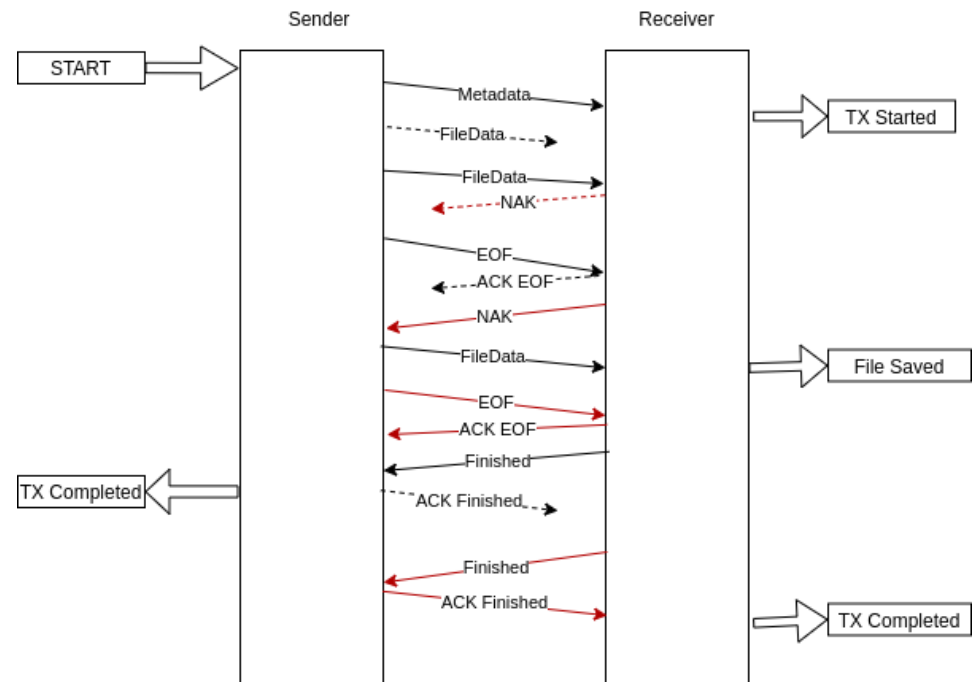 Sender
Receiver
START
Metadata
TX Started
FileData
FileData
NAK
EOF
ACK EOF
NAK
FileData
File Saved
EOF
ACK EOF
Finished
TX Completed
ACK Finished
Finished
ACK Finished
TX Completed